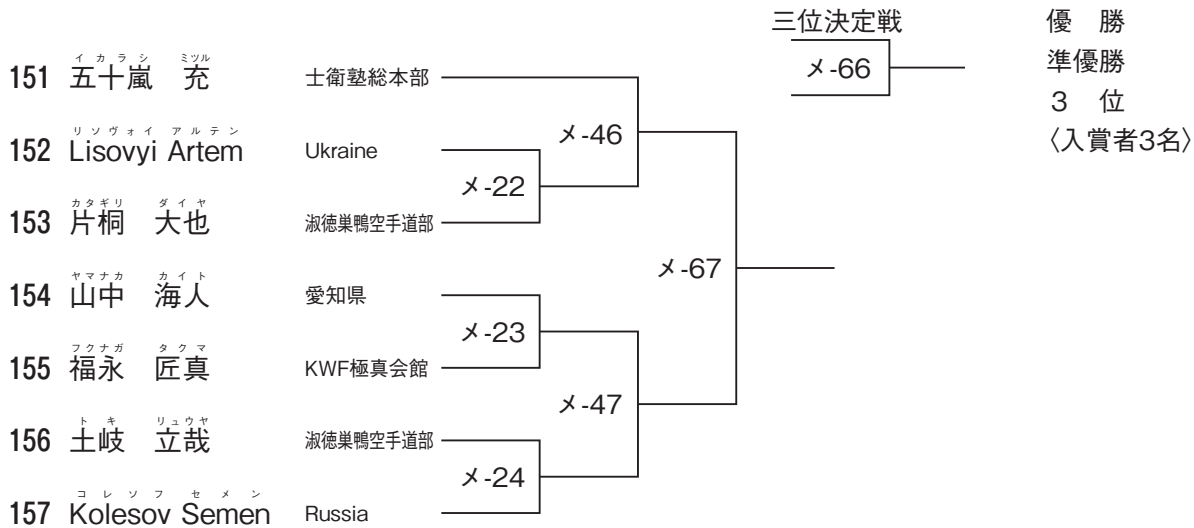 三位決定戦
メ-66
優　勝
準優勝
3　位
〈入賞者3名〉
イカラシ　ミツル
151 五十嵐　充 士衛塾総本部
リソヴォイ　アルテン
152 Lisovyi Artem Ukraine
カタギリ　ダイヤ
153 片桐　大也 淑徳巣鴨空手道部
ヤマナカ　カイト
154 山中　海人 愛知県
フクナガ　タクマ
155 福永　匠真 KWF極真会館
トキ　リュウヤ
156 土岐　立哉 淑徳巣鴨空手道部
コレソフ　セメン
157 Kolesov Semen Russia
メ-46
メ-22
メ-67
メ-23
メ-47
メ-24